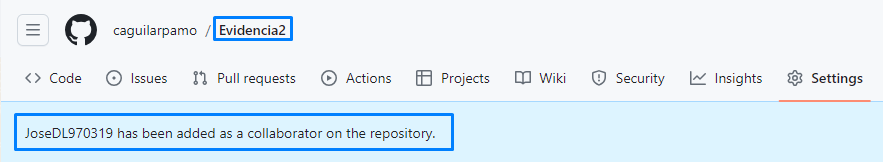 caguilarpamo / Evidencia2
Code Issues Pull requests Actions Projects Wiki Security Insights Settings
JoseDL970319 has been added as a collaborator on the repository.